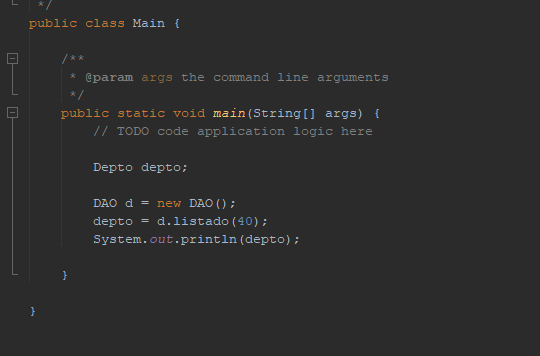 */
public class Main {
/**
* @param args the command line arguments
*/
public static void main(String[] args) {
// TODO code application logic here
Depto depto;
DAO d = new DAO();
depto = d.listado(40);
System.out.println(depto);
}
}